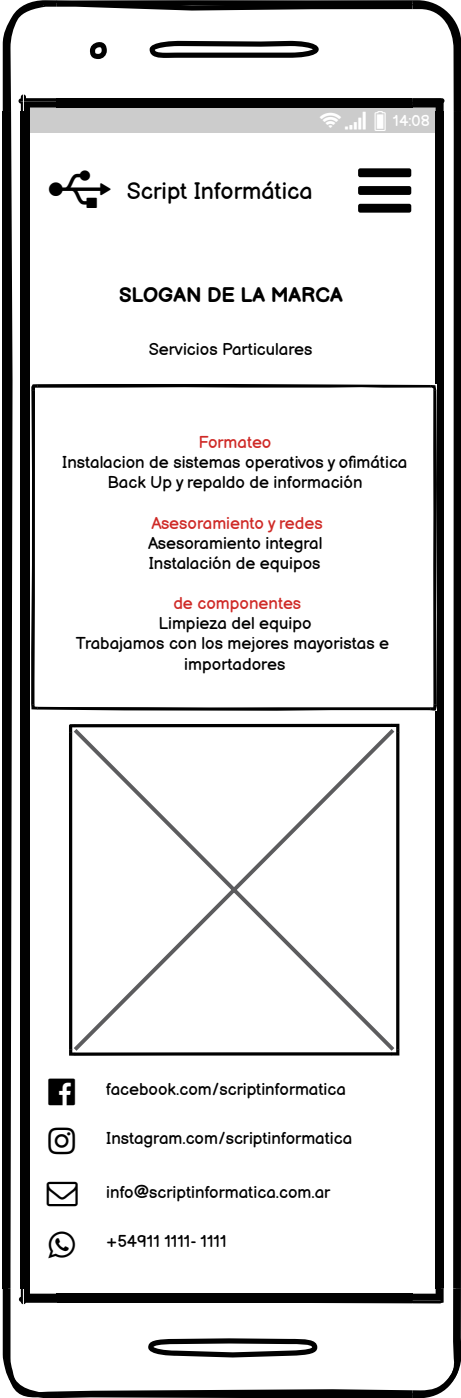 14:08
Script Informática
SLOGAN DE LA MARCA
Servicios Particulares
Formateo
Instalacion de sistemas operativos y ofimática
Back Up y repaldo de información
Asesoramiento y redes
Asesoramiento integral
Instalación de equipos
de componentes
Limpieza del equipo
Trabajamos con los mejores mayoristas e
importadores
facebook.com/scriptinformatica
Instagram.com/scriptinformatica
info@scriptinformatica.com.ar
+54911 1111- 1111